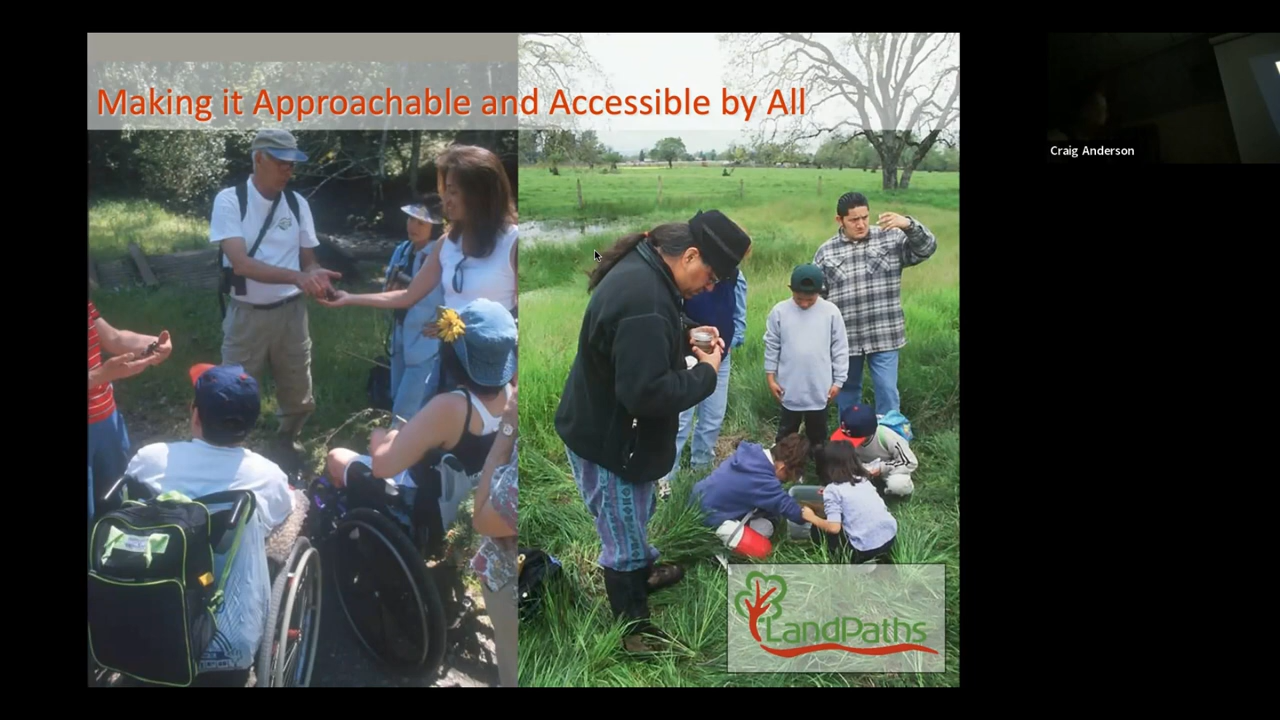 Making it Approachable and Accessible by All
Craig Anderson
LandPaths